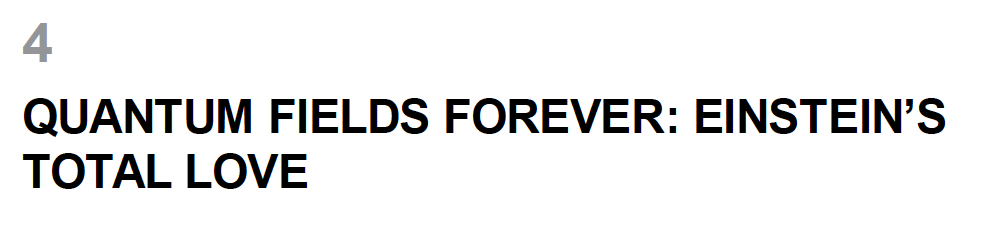 4
QUANTUM FIELDS FOREVER: EINSTEIN’S
TOTAL LOVE